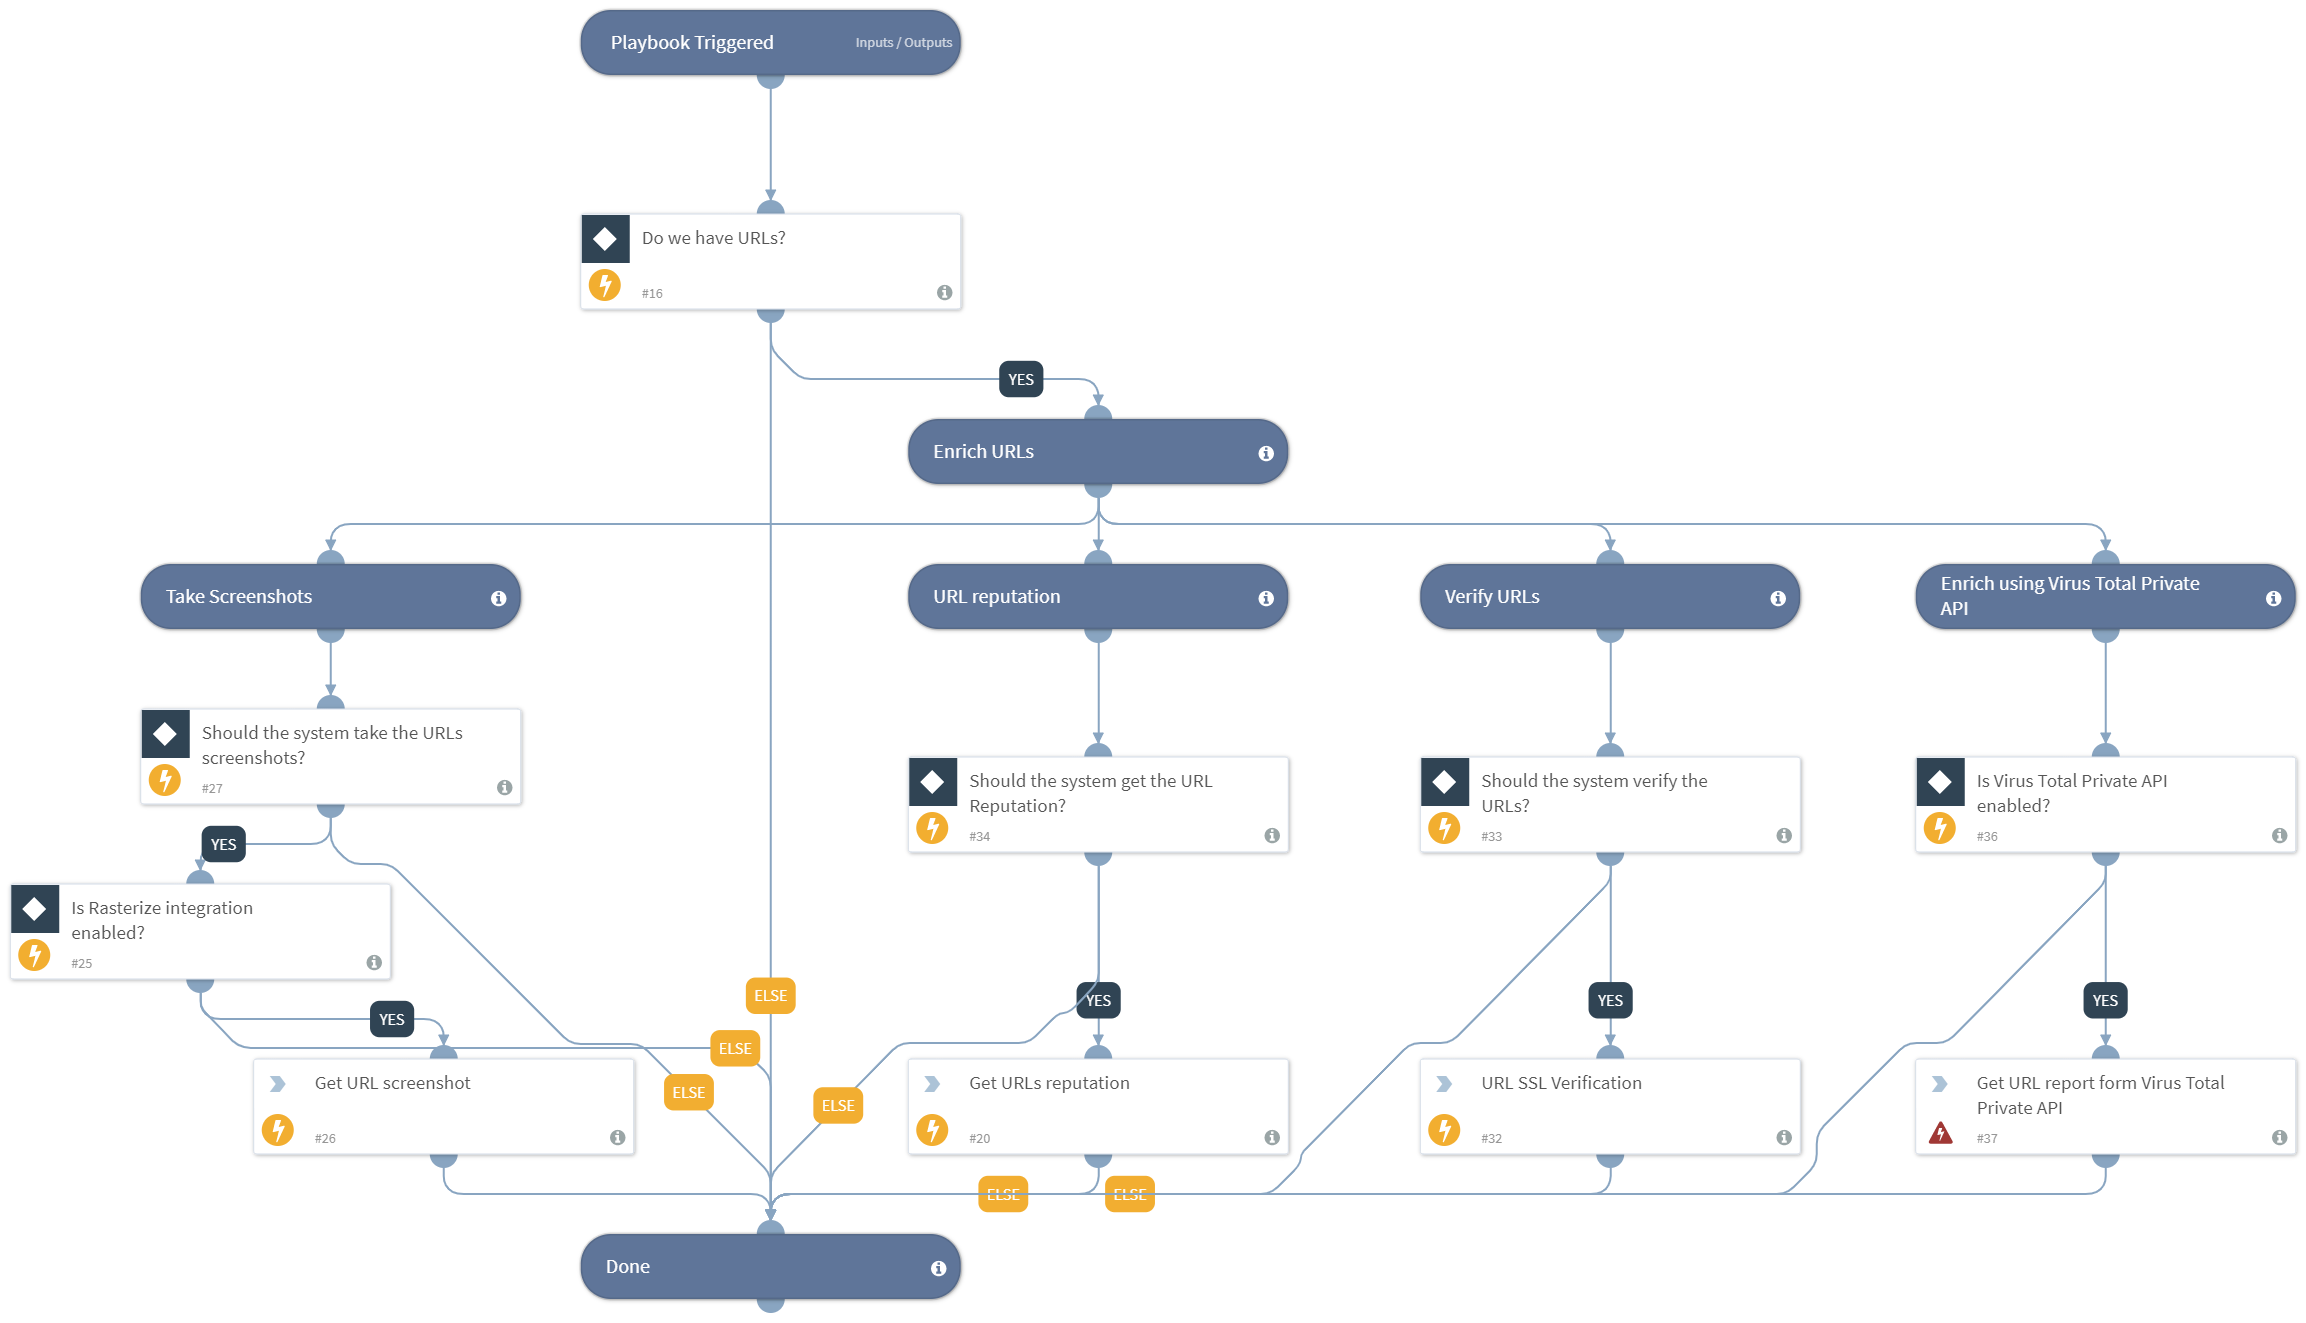 Playbook Triggered
Inputs / Outputs
Do we have URLs?
#16
YES
Enrich URLs
Take Screenshots
URL reputation
Verify URLs
Enrich using Virus Total Private
API
Should the system take the URLs
screenshots?
#27
Should the system get the URL
Reputation?
#34
Should the system verify the
URLs?
#33
Is Virus Total Private API
enabled?
#36
YES
Is Rasterize integration
enabled?
#25
ELSE
YES
YES
YES
YES
ELSE
ELSE
ELSE
Get URL screenshot
#26
Get URLs reputation
#20
URL SSL Verification
#32
Get URL report form Virus Total
Private API
#37
ELSE
ELSE
Done